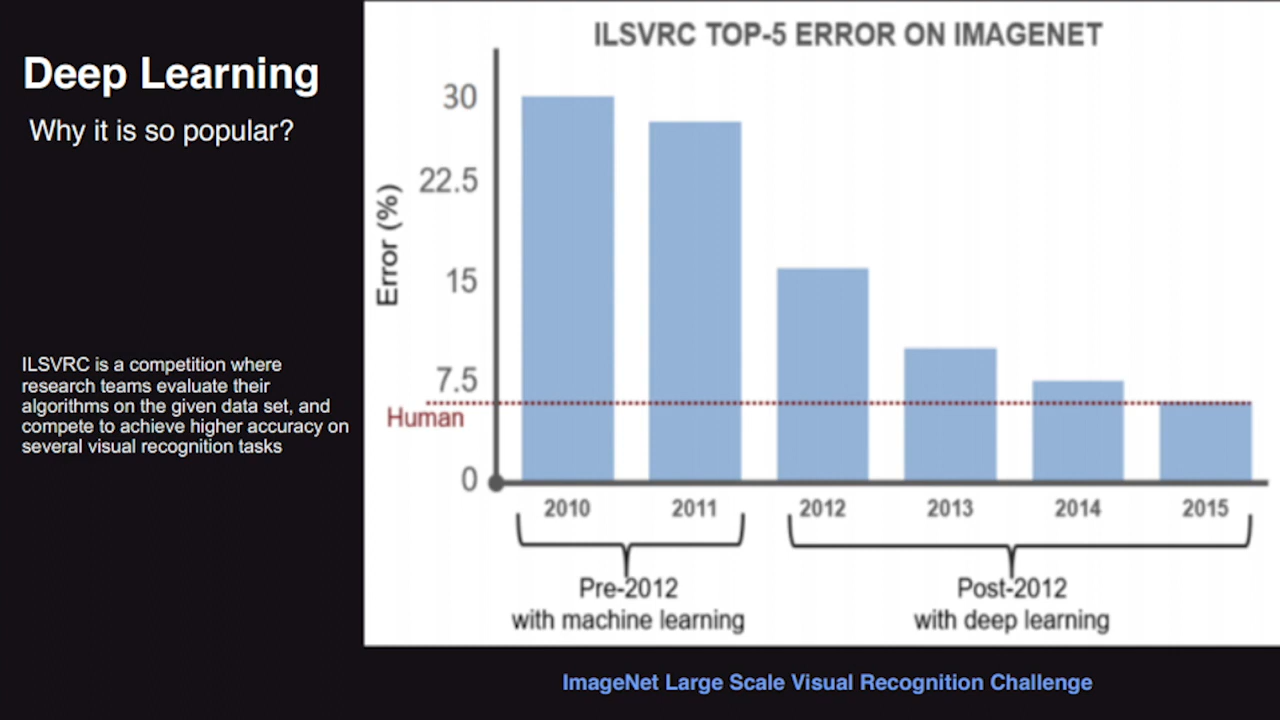 Deep Learning
Why it is so popular?
ILSVRC is a competition where
research teams evaluate their
algorithms on the given data set, and
compete to achieve higher accuracy on
several visual recognition tasks
ILSVRC TOP-5 ERROR ON IMAGENET
Error (%)
30
22.5
15
7.5
Human
0
2010 2011 2012 2013 2014 2015
Pre-2012
with machine learning
Post-2012
with deep learning
ImageNet Large Scale Visual Recognition Challenge